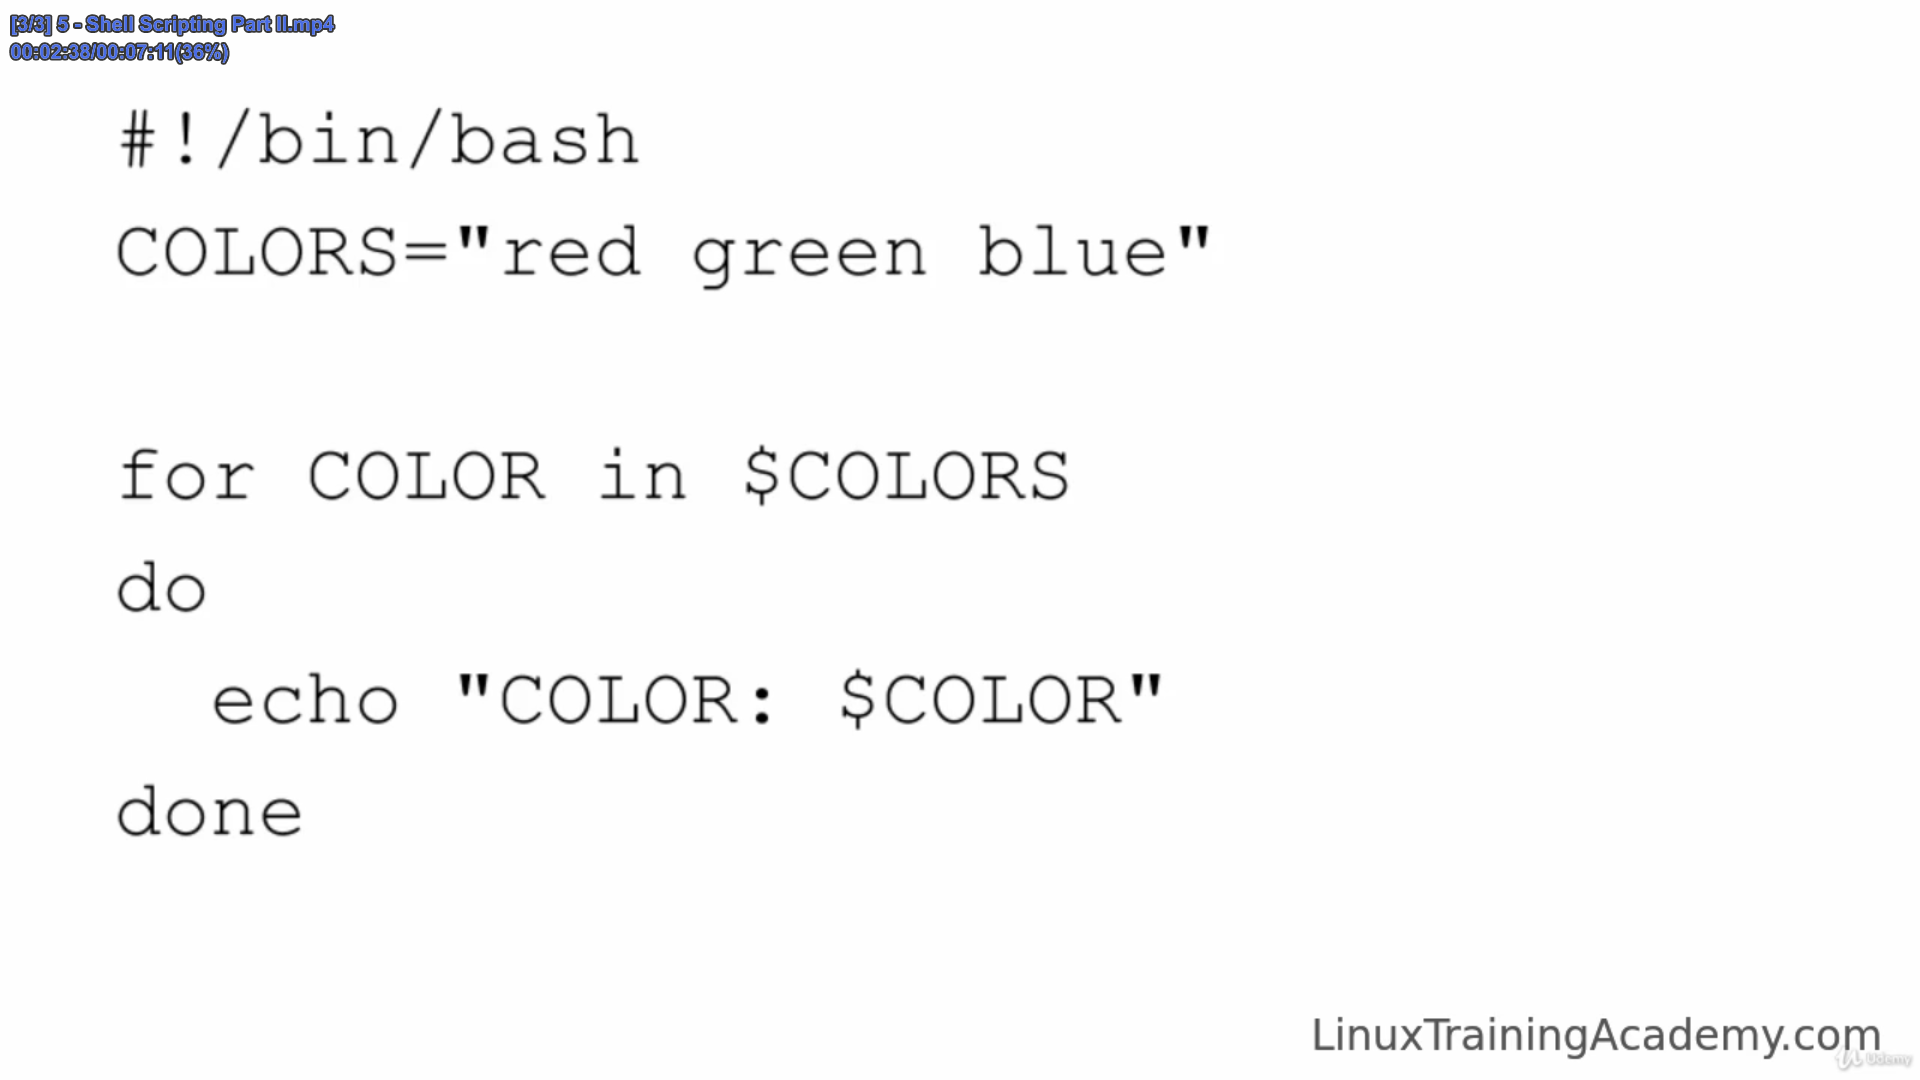 [3/3] 5 - Shell Scripting Part II.mp4
00:02:38/00:07:11(36%)
#!/bin/bash
COLORS="red green blue"
for COLOR in $COLORS
do
  echo "COLOR: $COLOR"
done
LinuxTrainingAcademy.com
Udemy